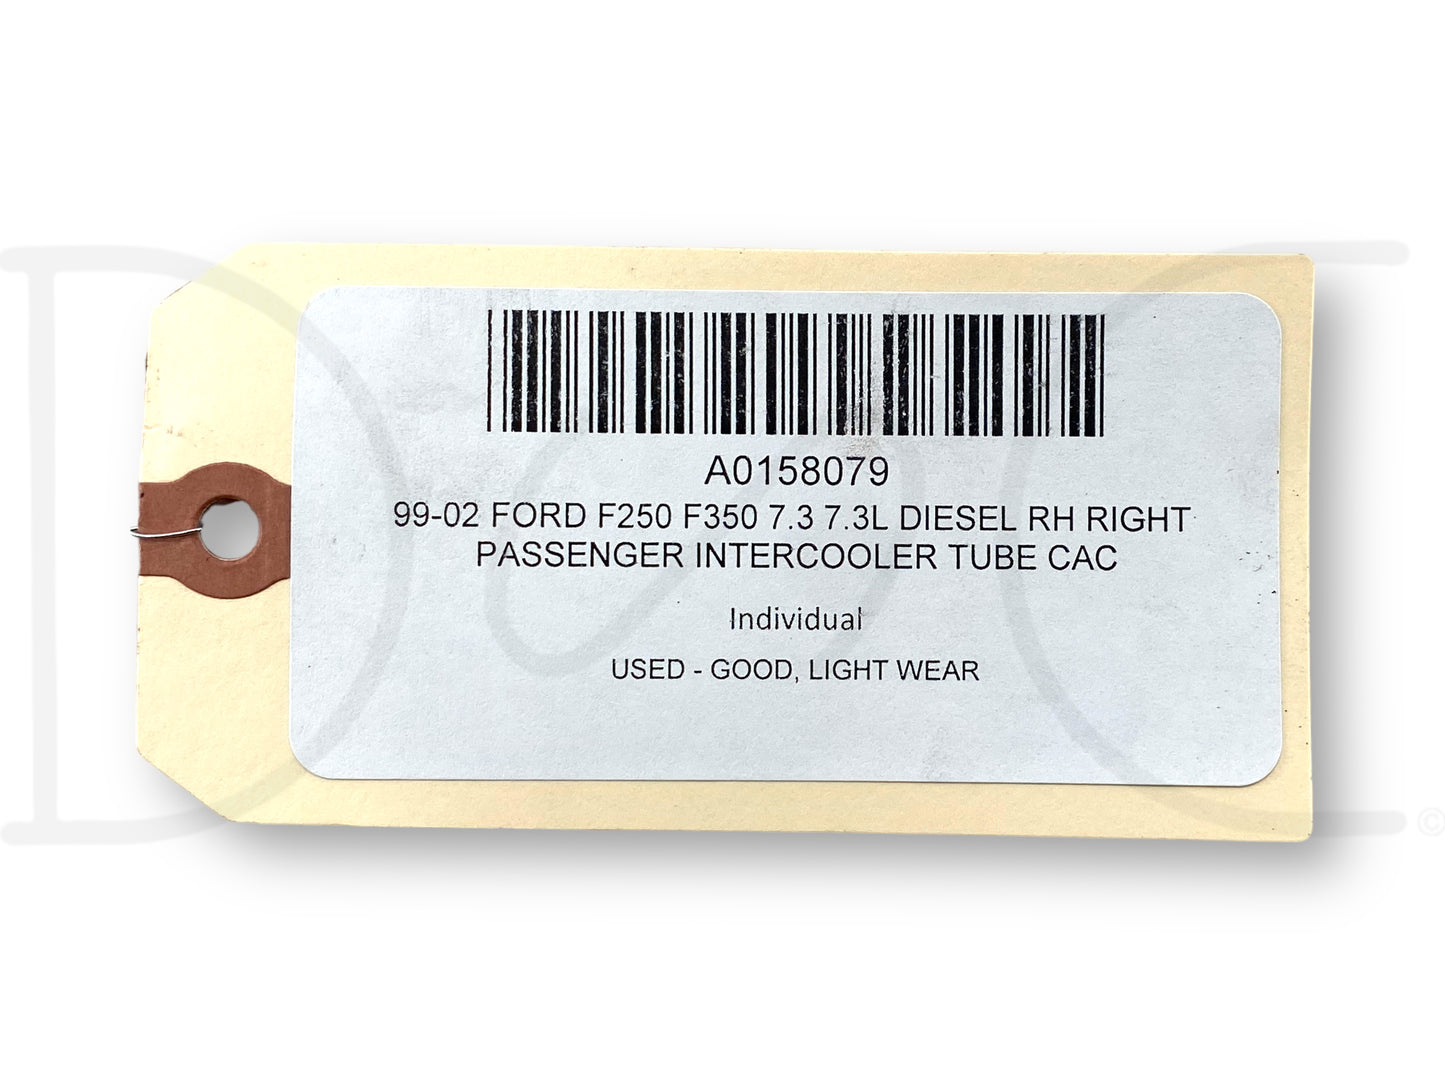 A0158079
99-02 FORD F250 F350 7.3 7.3L DIESEL RH RIGHT
PASSENGER INTERCOOLER TUBE CAC
Individual
USED - GOOD, LIGHT WEAR
D C ©